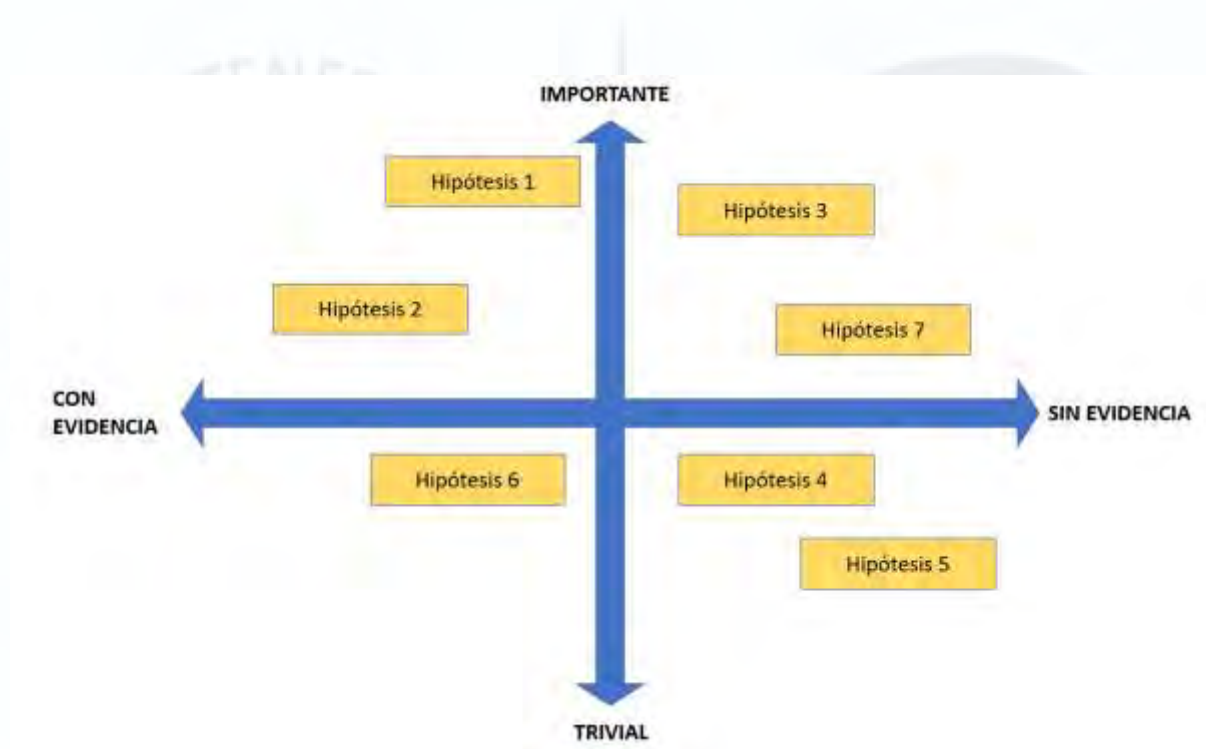 IMPORTANTE
Hipótesis 1
Hipótesis 3
Hipótesis 2
Hipótesis 7
CON
EVIDENCIA
SIN EVIDENCIA
Hipótesis 6
Hipótesis 4
Hipótesis 5
TRIVIAL